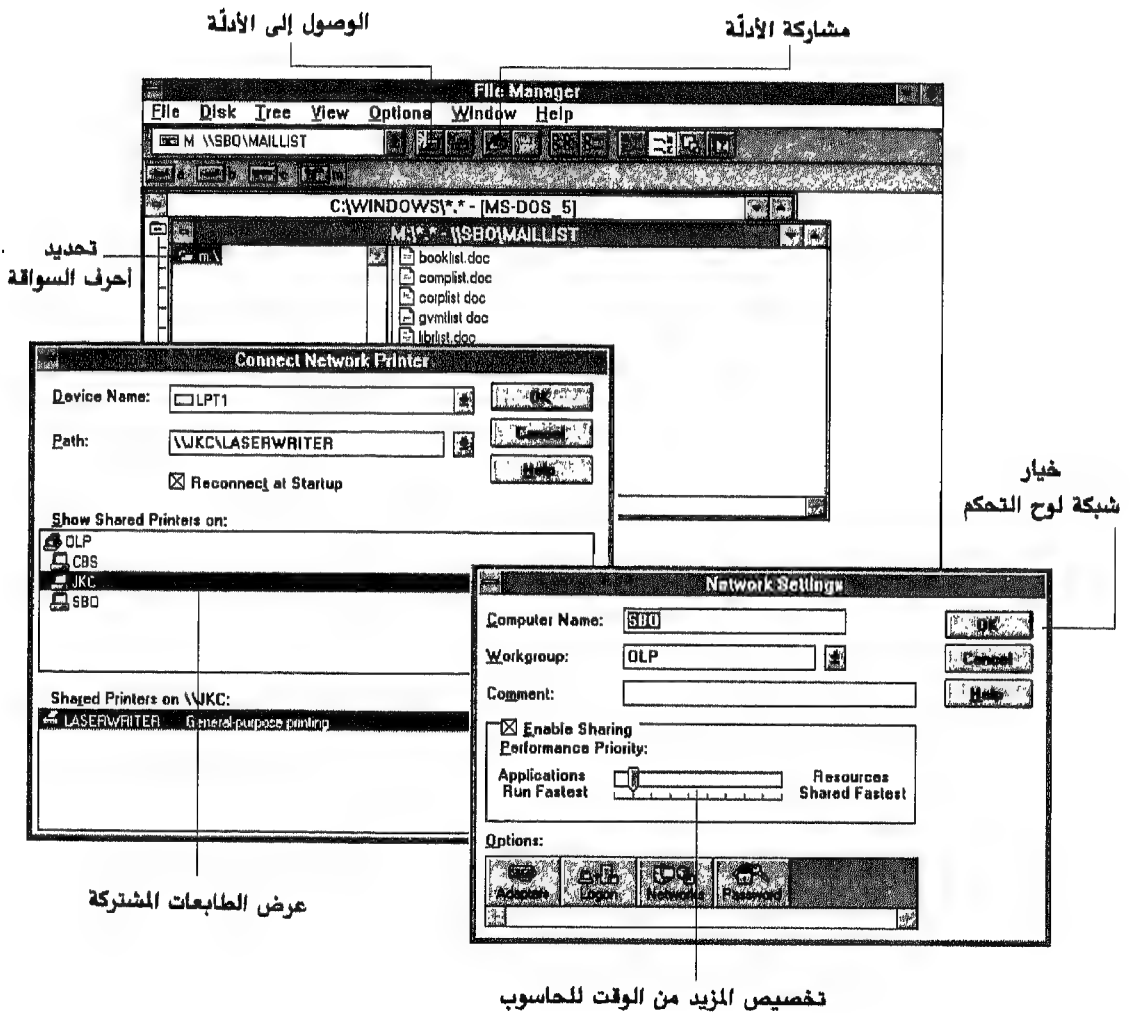 الوصول إلى الأدلّة
مشاركة الأدلّة
File Manager
File Disk Tree View Options Window Help
M \\SBO\MAILLIST
a b c m
C:\WINDOWS\*.* - [MS-DOS_5]
M:\*.* - \\SBO\MAILLIST
تحديد
أحرف السواقة
m\
booklist.doc
complist.doc
corplist doc
gvmtlist doc
librlist.doc
Connect Network Printer
Device Name:
LPT1
OK
Path:
\\JKC\LASERWRITER
Cancel
Help
Reconnect at Startup
Show Shared Printers on:
OLP
CBS
JKC
SBO
Shared Printers on \\JKC:
LASERWRITER General-purpose printing
خيار
شبكة لوح التحكم
Network Settings
Computer Name:
SBO
OK
Workgroup:
OLP
Cancel
Comment:
Help
Enable Sharing
Performance Priority:
Applications
Run Fastest
Resources
Shared Fastest
Options:
Adapters Logon Networks Password
عرض الطابعات المشتركة
تخصيص المزيد من الوقت للحاسوب